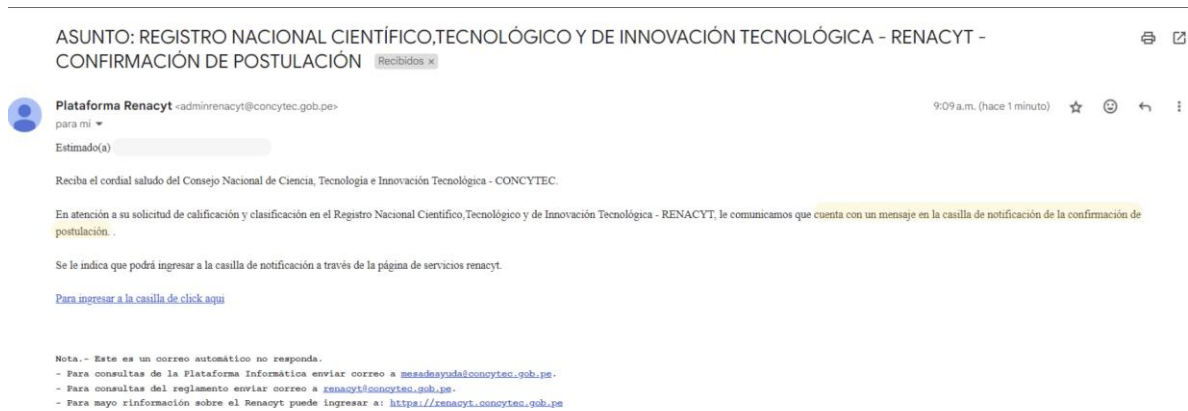 ASUNTO: REGISTRO NACIONAL CIENTÍFICO,TECNOLÓGICO Y DE INNOVACIÓN TECNOLÓGICA - RENACYT -
CONFIRMACIÓN DE POSTULACIÓN Recibidos x
Plataforma Renacyt <adminrenacyt@concytec.gob.pe> 9:09 a.m. (hace 1 minuto)
para mí
Estimado(a)
Reciba el cordial saludo del Consejo Nacional de Ciencia, Tecnología e Innovación Tecnológica - CONCYTEC.
En atención a su solicitud de calificación y clasificación en el Registro Nacional Científico,Tecnológico y de Innovación Tecnológica - RENACYT, le comunicamos que cuenta con un mensaje en la casilla de notificación de la confirmación de
postulación. .
Se le indica que podrá ingresar a la casilla de notificación a través de la página de servicios renacyt.
Para ingresar a la casilla de click aqui
Nota.- Este es un correo automático no responda.
- Para consultas de la Plataforma Informática enviar correo a mesadeayuda@concytec.gob.pe.
- Para consultas del reglamento enviar correo a renacyt@concytec.gob.pe.
- Para mayo rinformación sobre el Renacyt puede ingresar a: https://renacyt.concytec.gob.pe